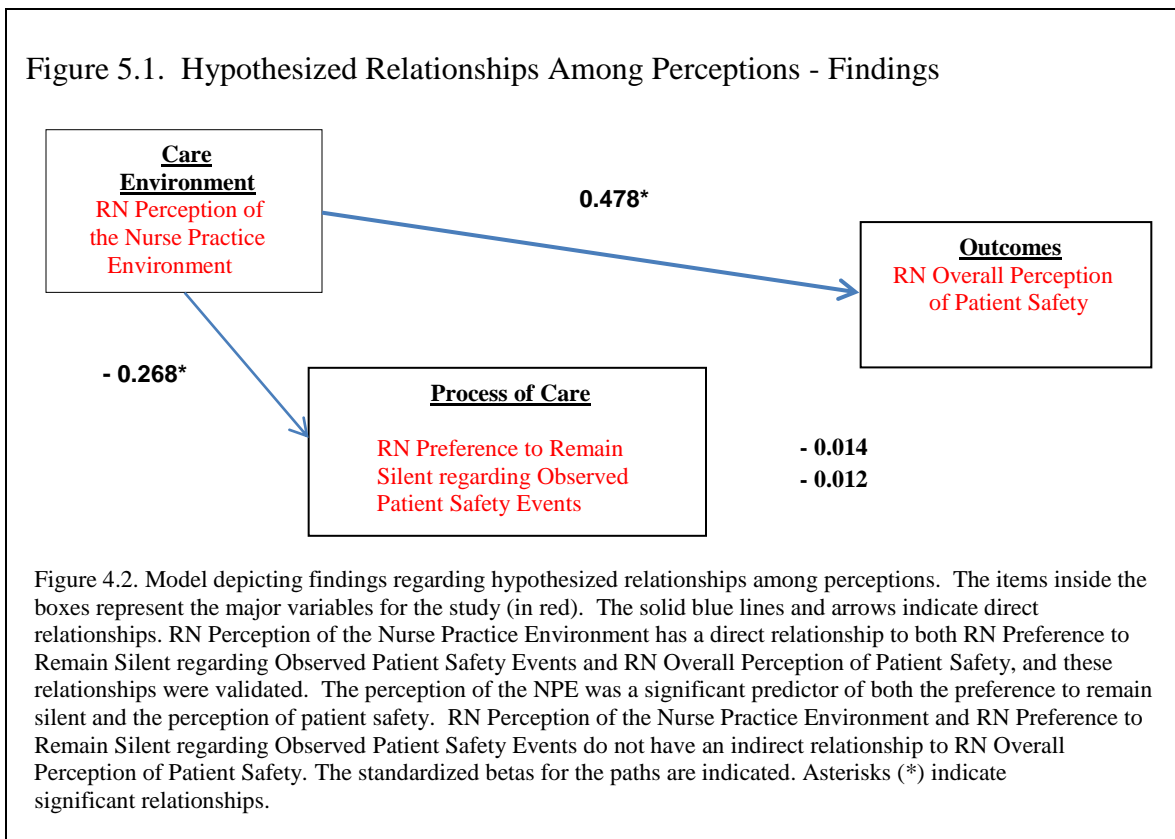 Figure 5.1. Hypothesized Relationships Among Perceptions - Findings
Care
Environment
RN Perception of
the Nurse Practice
Environment
0.478*
Outcomes
RN Overall Perception
of Patient Safety
- 0.268*
Process of Care
RN Preference to Remain
Silent regarding Observed
Patient Safety Events
- 0.014
- 0.012
Figure 4.2. Model depicting findings regarding hypothesized relationships among perceptions. The items inside the
boxes represent the major variables for the study (in red). The solid blue lines and arrows indicate direct
relationships. RN Perception of the Nurse Practice Environment has a direct relationship to both RN Preference to
Remain Silent regarding Observed Patient Safety Events and RN Overall Perception of Patient Safety, and these
relationships were validated. The perception of the NPE was a significant predictor of both the preference to remain
silent and the perception of patient safety. RN Perception of the Nurse Practice Environment and RN Preference to
Remain Silent regarding Observed Patient Safety Events do not have an indirect relationship to RN Overall
Perception of Patient Safety. The standardized betas for the paths are indicated. Asterisks (*) indicate
significant relationships.